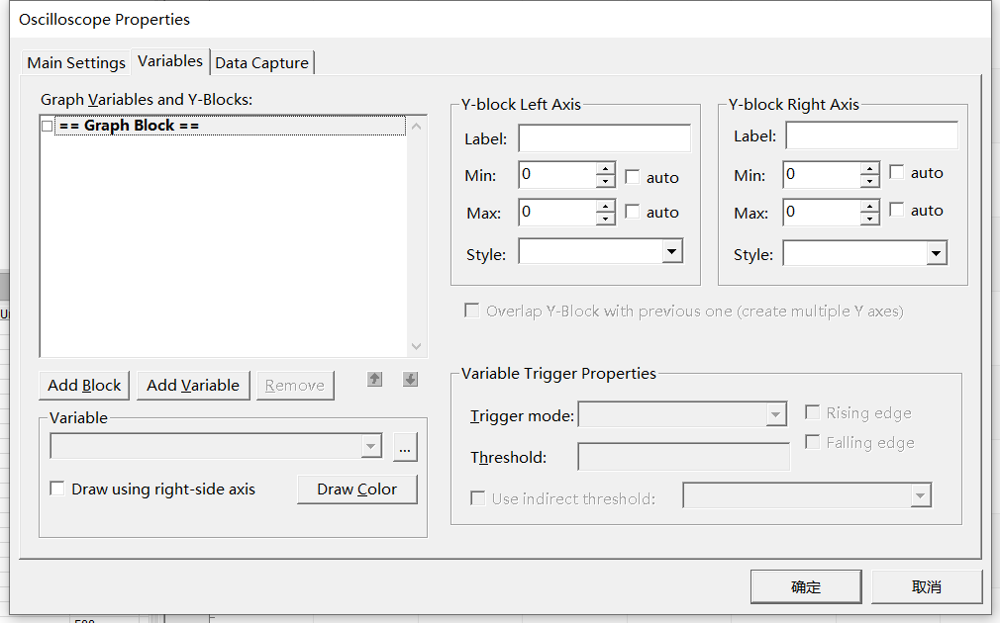 Oscilloscope Properties
Main Settings
Variables
Data Capture
Graph Variables and Y-Blocks:
== Graph Block ==
Add Block
Add Variable
Remove
Variable
...
Draw using right-side axis
Draw Color
Y-block Left Axis
Label:
Min:
0
auto
Max:
0
auto
Style:
Y-block Right Axis
Label:
Min:
0
auto
Max:
0
auto
Style:
Overlap Y-Block with previous one (create multiple Y axes)
Variable Trigger Properties
Trigger mode:
Rising edge
Falling edge
Threshold:
Use indirect threshold:
确定
取消